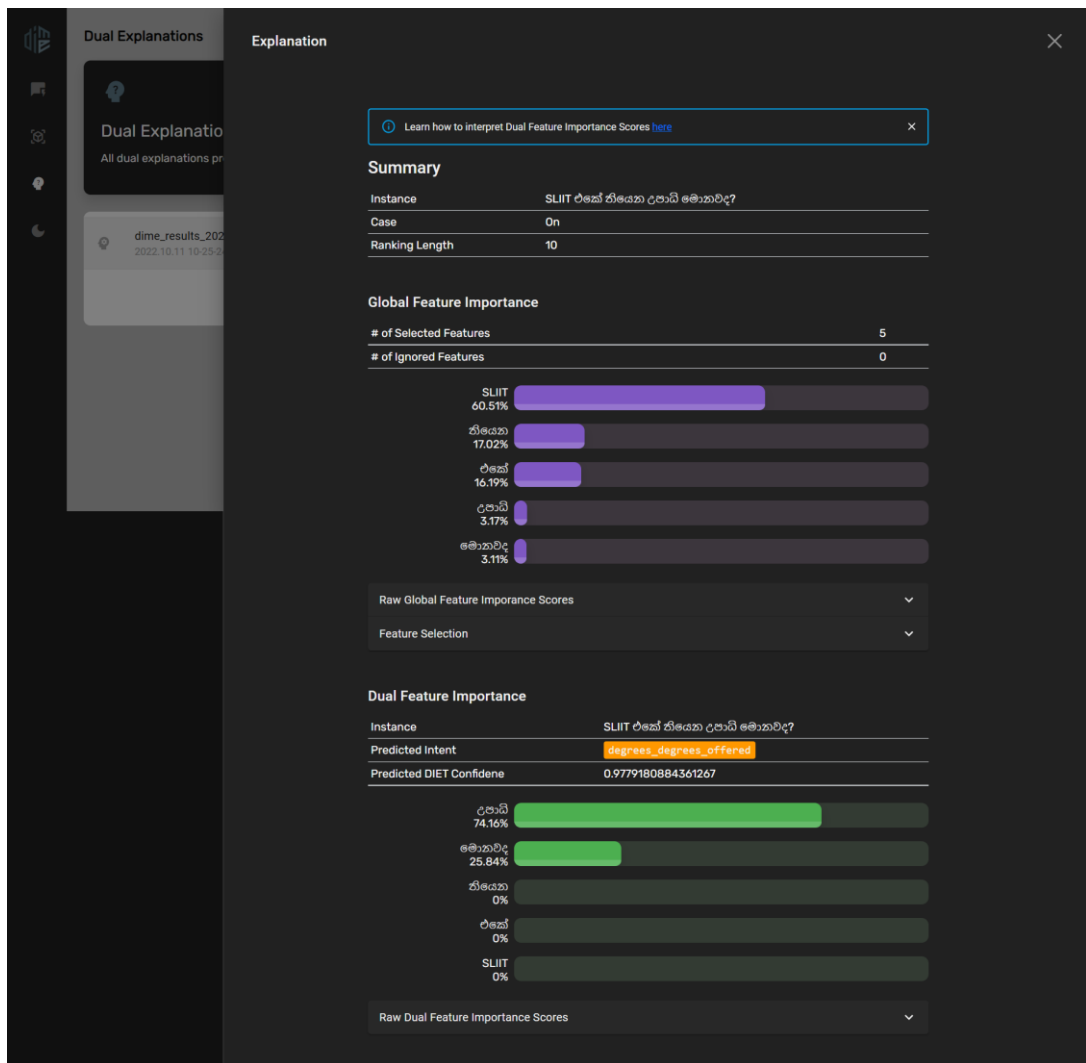 Dual Explanations
Explanation
Dual Explanatio
All dual explanations pr
dime_results_202
2022.10.11 10-25-2
Learn how to interpret Dual Feature Importance Scores here
Summary
Instance SLIIT එකේ තියෙන උපාධි මොනවද?
Case On
Ranking Length 10
Global Feature Importance
# of Selected Features 5
# of Ignored Features 0
SLIIT
60.51%
තියෙන
17.02%
එකේ
16.19%
උපාධි
3.17%
මොනවද
3.11%
Raw Global Feature Imporance Scores
Feature Selection
Dual Feature Importance
Instance SLIIT එකේ තියෙන උපාධි මොනවද?
Predicted Intent degrees_degrees_offered
Predicted DIET Confidene 0.9779180884361267
උපාධි
74.16%
මොනවද
25.84%
තියෙන
0%
එකේ
0%
SLIIT
0%
Raw Dual Feature Importance Scores